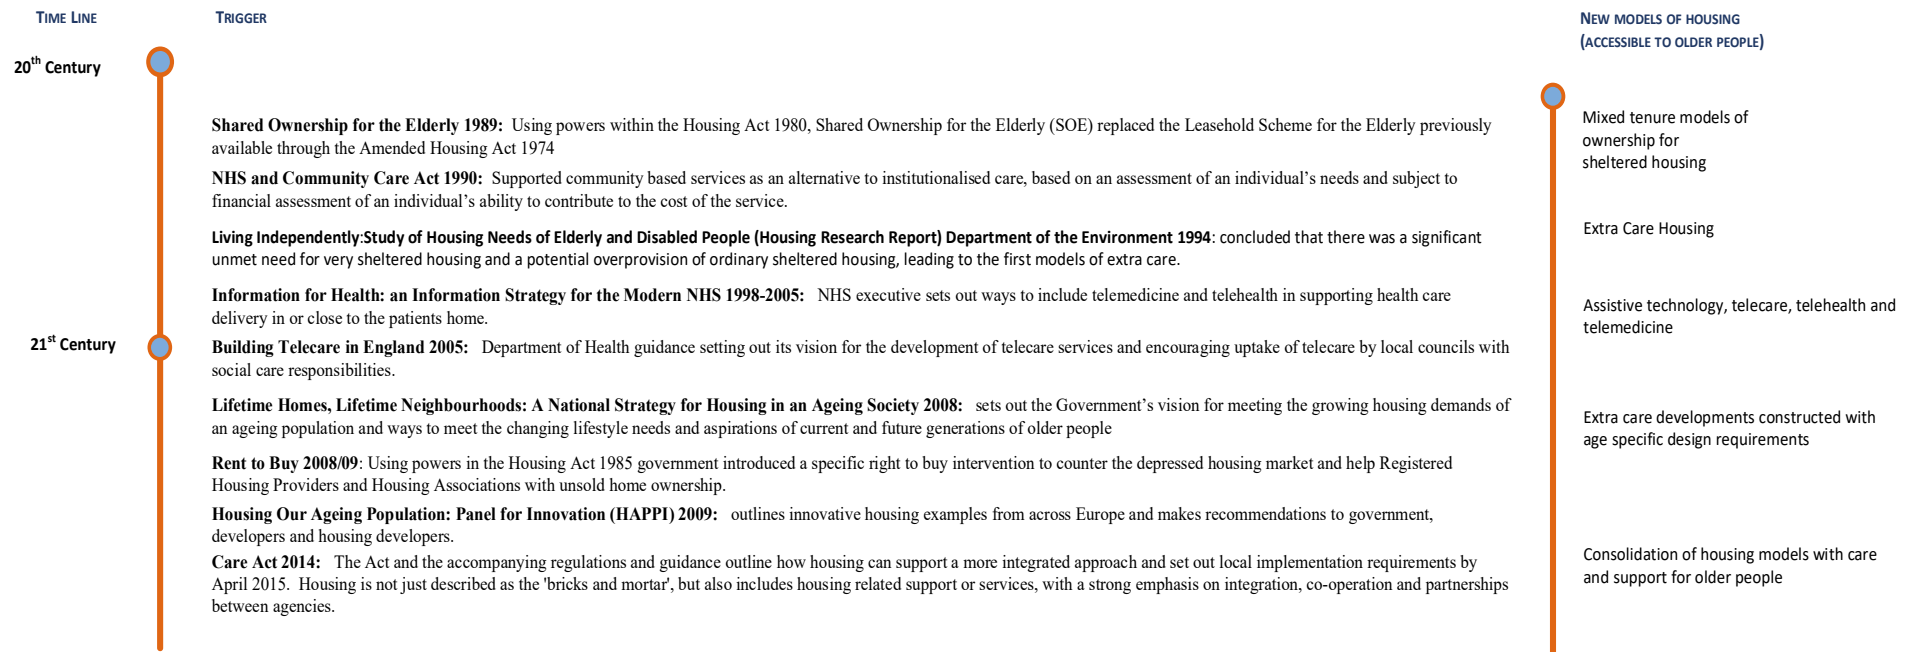 TIME LINE
TRIGGER
NEW MODELS OF HOUSING
(ACCESSIBLE TO OLDER PEOPLE)
20th Century
Shared Ownership for the Elderly 1989: Using powers within the Housing Act 1980, Shared Ownership for the Elderly (SOE) replaced the Leasehold Scheme for the Elderly previously
available through the Amended Housing Act 1974
Mixed tenure models of
ownership for
sheltered housing
NHS and Community Care Act 1990: Supported community based services as an alternative to institutionalised care, based on an assessment of an individual's needs and subject to
financial assessment of an individual's ability to contribute to the cost of the service.
Living Independently:Study of Housing Needs of Elderly and Disabled People (Housing Research Report) Department of the Environment 1994: concluded that there was a significant
unmet need for very sheltered housing and a potential overprovision of ordinary sheltered housing, leading to the first models of extra care.
Extra Care Housing
Information for Health: an Information Strategy for the Modern NHS 1998-2005: NHS executive sets out ways to include telemedicine and telehealth in supporting health care
delivery in or close to the patients home.
Assistive technology, telecare, telehealth and
telemedicine
21st Century
Building Telecare in England 2005: Department of Health guidance setting out its vision for the development of telecare services and encouraging uptake of telecare by local councils with
social care responsibilities.
Lifetime Homes, Lifetime Neighbourhoods: A National Strategy for Housing in an Ageing Society 2008: sets out the Government's vision for meeting the growing housing demands of
an ageing population and ways to meet the changing lifestyle needs and aspirations of current and future generations of older people
Extra care developments constructed with
age specific design requirements
Rent to Buy 2008/09: Using powers in the Housing Act 1985 government introduced a specific right to buy intervention to counter the depressed housing market and help Registered
Housing Providers and Housing Associations with unsold home ownership.
Housing Our Ageing Population: Panel for Innovation (HAPPI) 2009: outlines innovative housing examples from across Europe and makes recommendations to government,
developers and housing developers.
Care Act 2014: The Act and the accompanying regulations and guidance outline how housing can support a more integrated approach and set out local implementation requirements by
April 2015. Housing is not just described as the 'bricks and mortar', but also includes housing related support or services, with a strong emphasis on integration, co-operation and partnerships
between agencies.
Consolidation of housing models with care
and support for older people